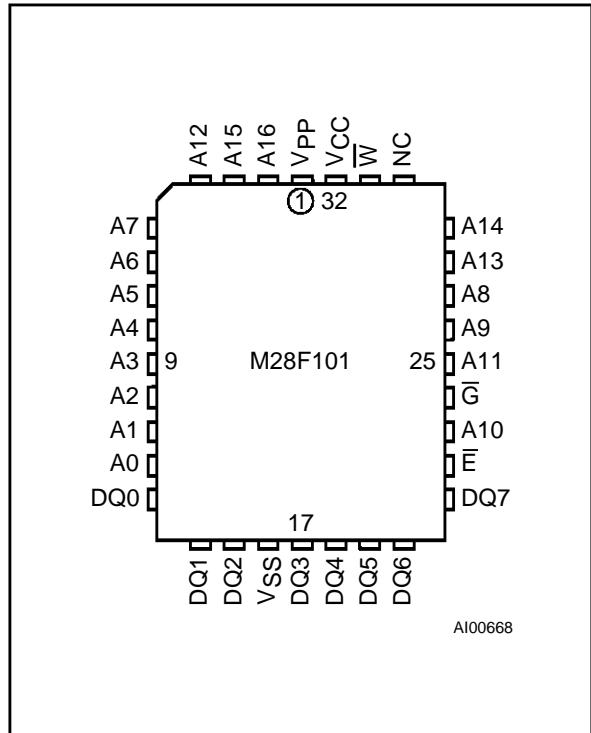 A12 A15 A16 VPP VCC W̅ NC
1 32
A7 A14
A6 A13
A5 A8
A4 A9
A3 9 M28F101 25 A11
A2 G̅
A1 A10
A0 E̅
DQ0 DQ7
17
DQ1 DQ2 VSS DQ3 DQ4 DQ5 DQ6
AI00668